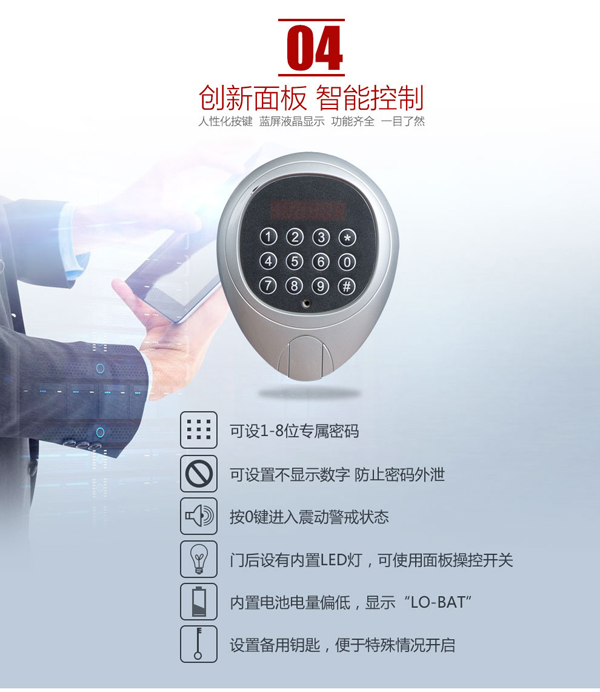 04
创新面板 智能控制
人性化按键 蓝屏液晶显示 功能齐全 一目了然
1 2 3 *
4 5 6 0
7 8 9 #
可设1-8位专属密码
可设置不显示数字 防止密码外泄
按0键进入震动警戒状态
门后设有内置LED灯，可使用面板操控开关
内置电池电量偏低，显示“LO-BAT”
设置备用钥匙，便于特殊情况开启